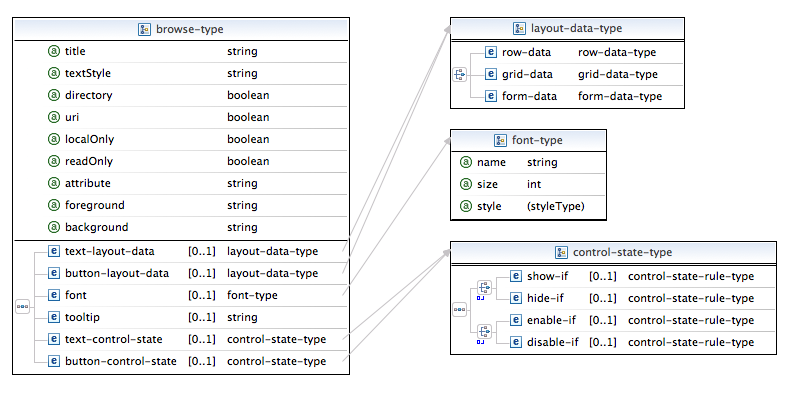 browse-type
a title string
a textStyle string
a directory boolean
a uri boolean
a localOnly boolean
a readOnly boolean
a attribute string
a foreground string
a background string
e text-layout-data [0..1] layout-data-type
e button-layout-data [0..1] layout-data-type
e font [0..1] font-type
e tooltip [0..1] string
e text-control-state [0..1] control-state-type
e button-control-state [0..1] control-state-type
layout-data-type
e row-data row-data-type
e grid-data grid-data-type
e form-data form-data-type
font-type
a name string
a size int
a style (styleType)
control-state-type
e show-if [0..1] control-state-rule-type
e hide-if [0..1] control-state-rule-type
e enable-if [0..1] control-state-rule-type
e disable-if [0..1] control-state-rule-type